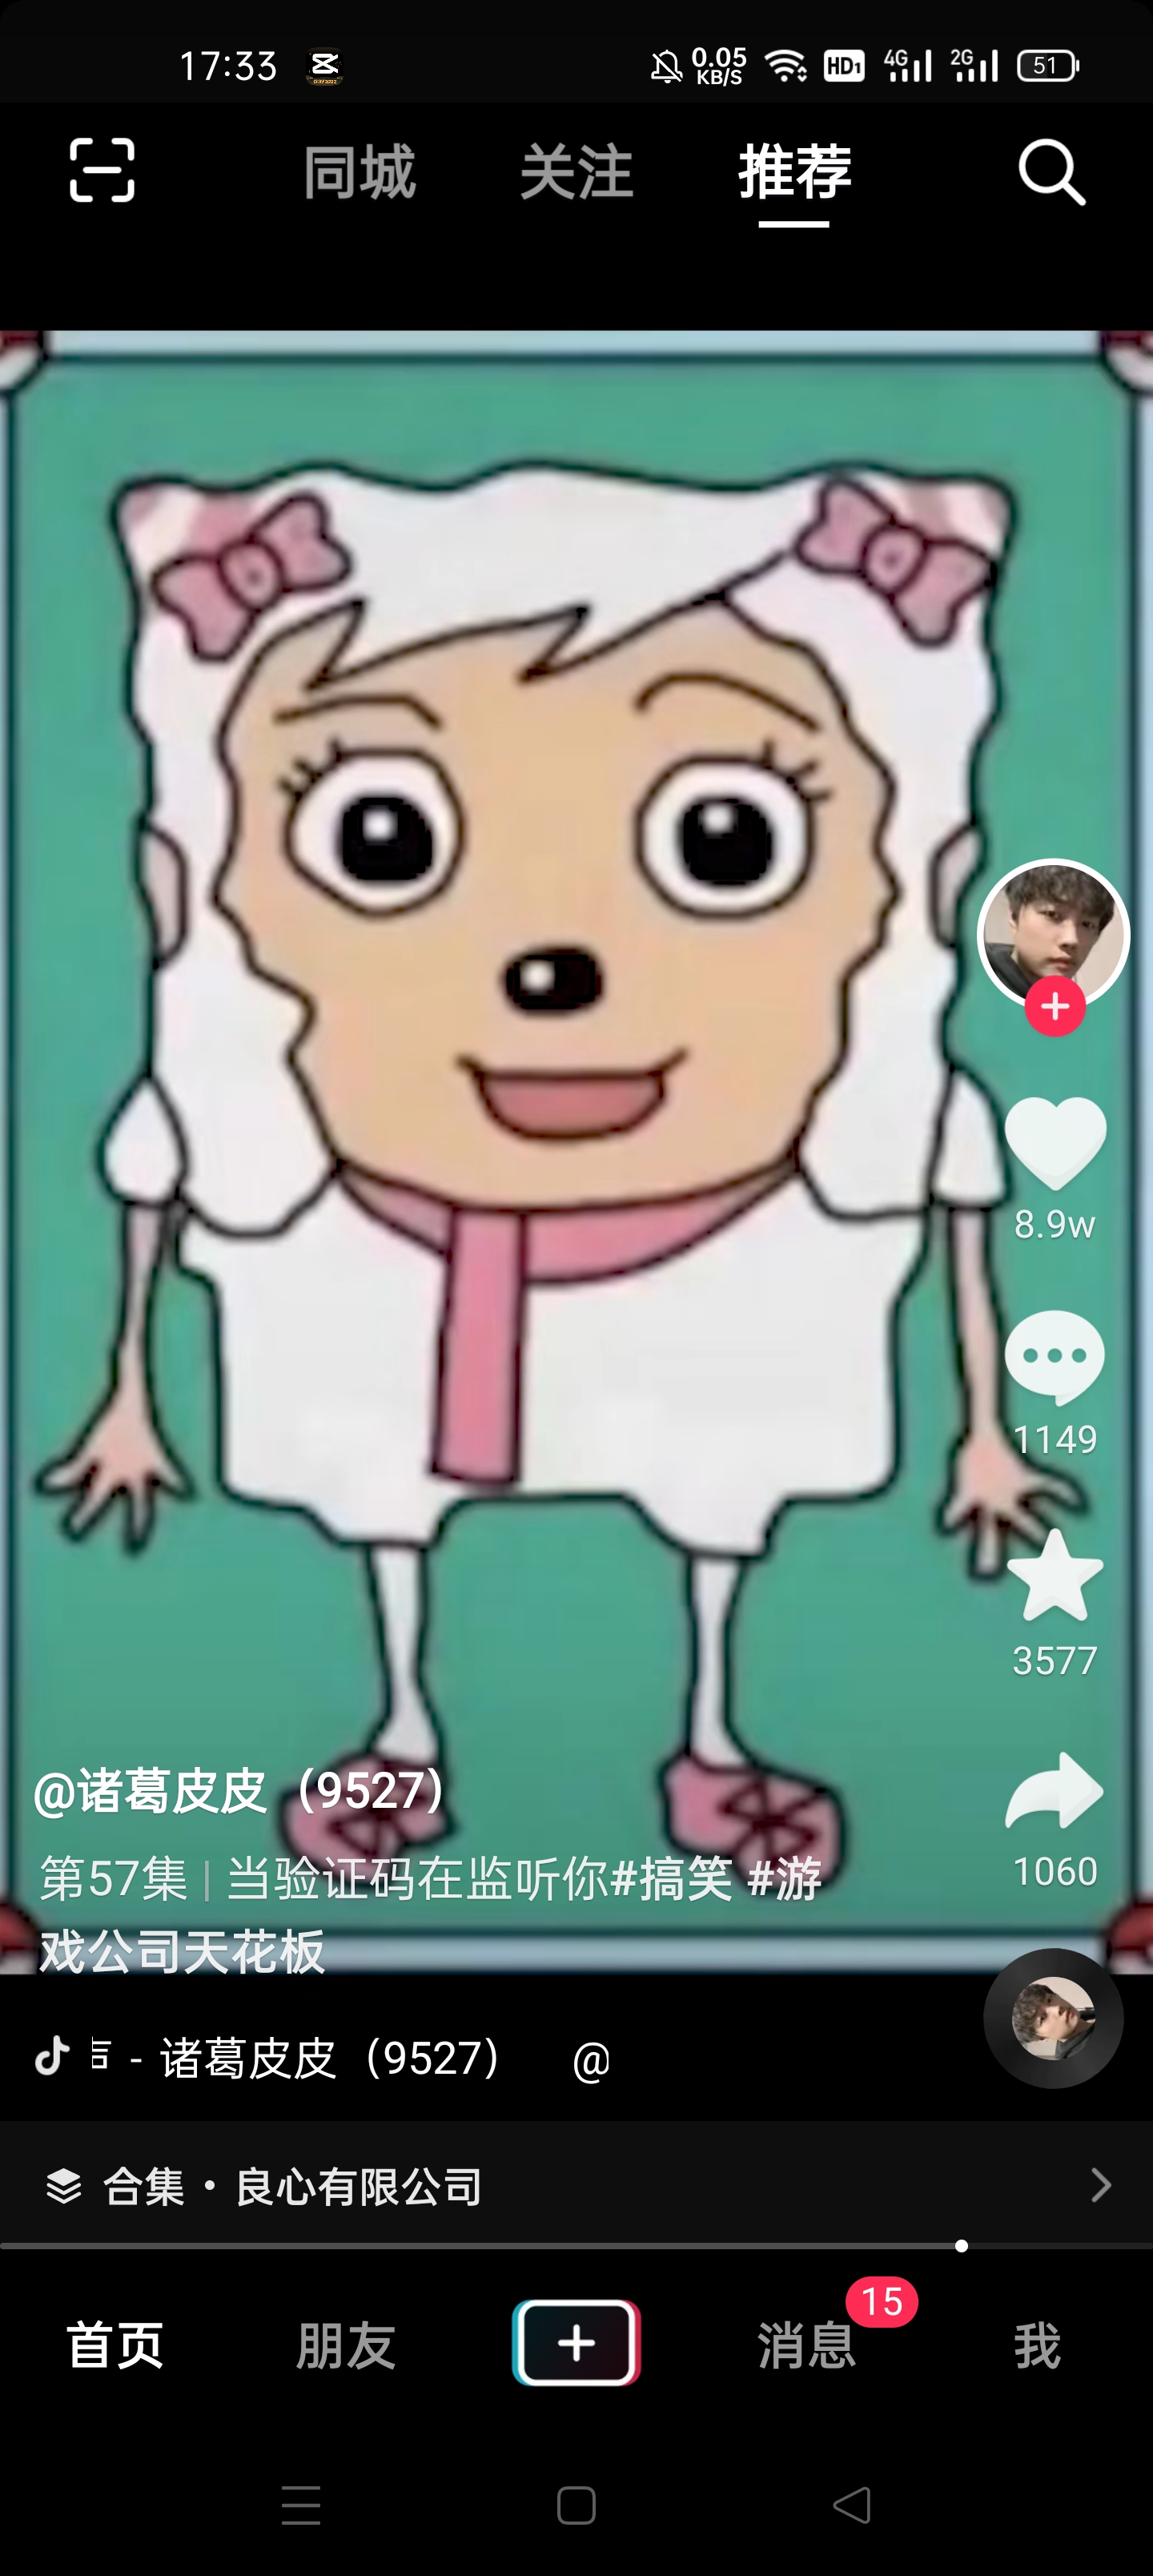 17:33
0.05
KB/S
HD1
4G
2G
51
同城
关注
推荐
8.9w
1149
3577
1060
@诸葛皮皮（9527）
第57集 | 当验证码在监听你#搞笑 #游
戏公司天花板
- 诸葛皮皮（9527） @
合集・良心有限公司
首页
朋友
消息
15
我